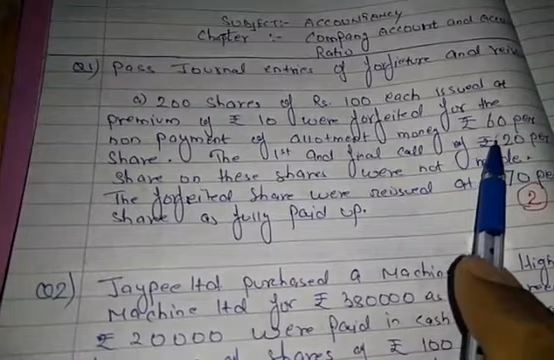 SUBJECT:- ACCOUNTANCY
Chapter :- Company Account and
Ratio
Q1) Pass Journal entries of forfieture and
a) 200 shares of Rs. 100 each issued at
premium of ₹ 10 were forfeited for the
non payment of allotment money ₹ 60 per
share. The 1st and final call of ₹ 20 per
share on these shares were not
The forfeited share were reissued at 70
share as fully paid up. 2
Q2) Jaypee ltd purchased a Machine High
Machine ltd for ₹ 380000 as
₹ 20000 were paid in cash
shares of ₹ 100